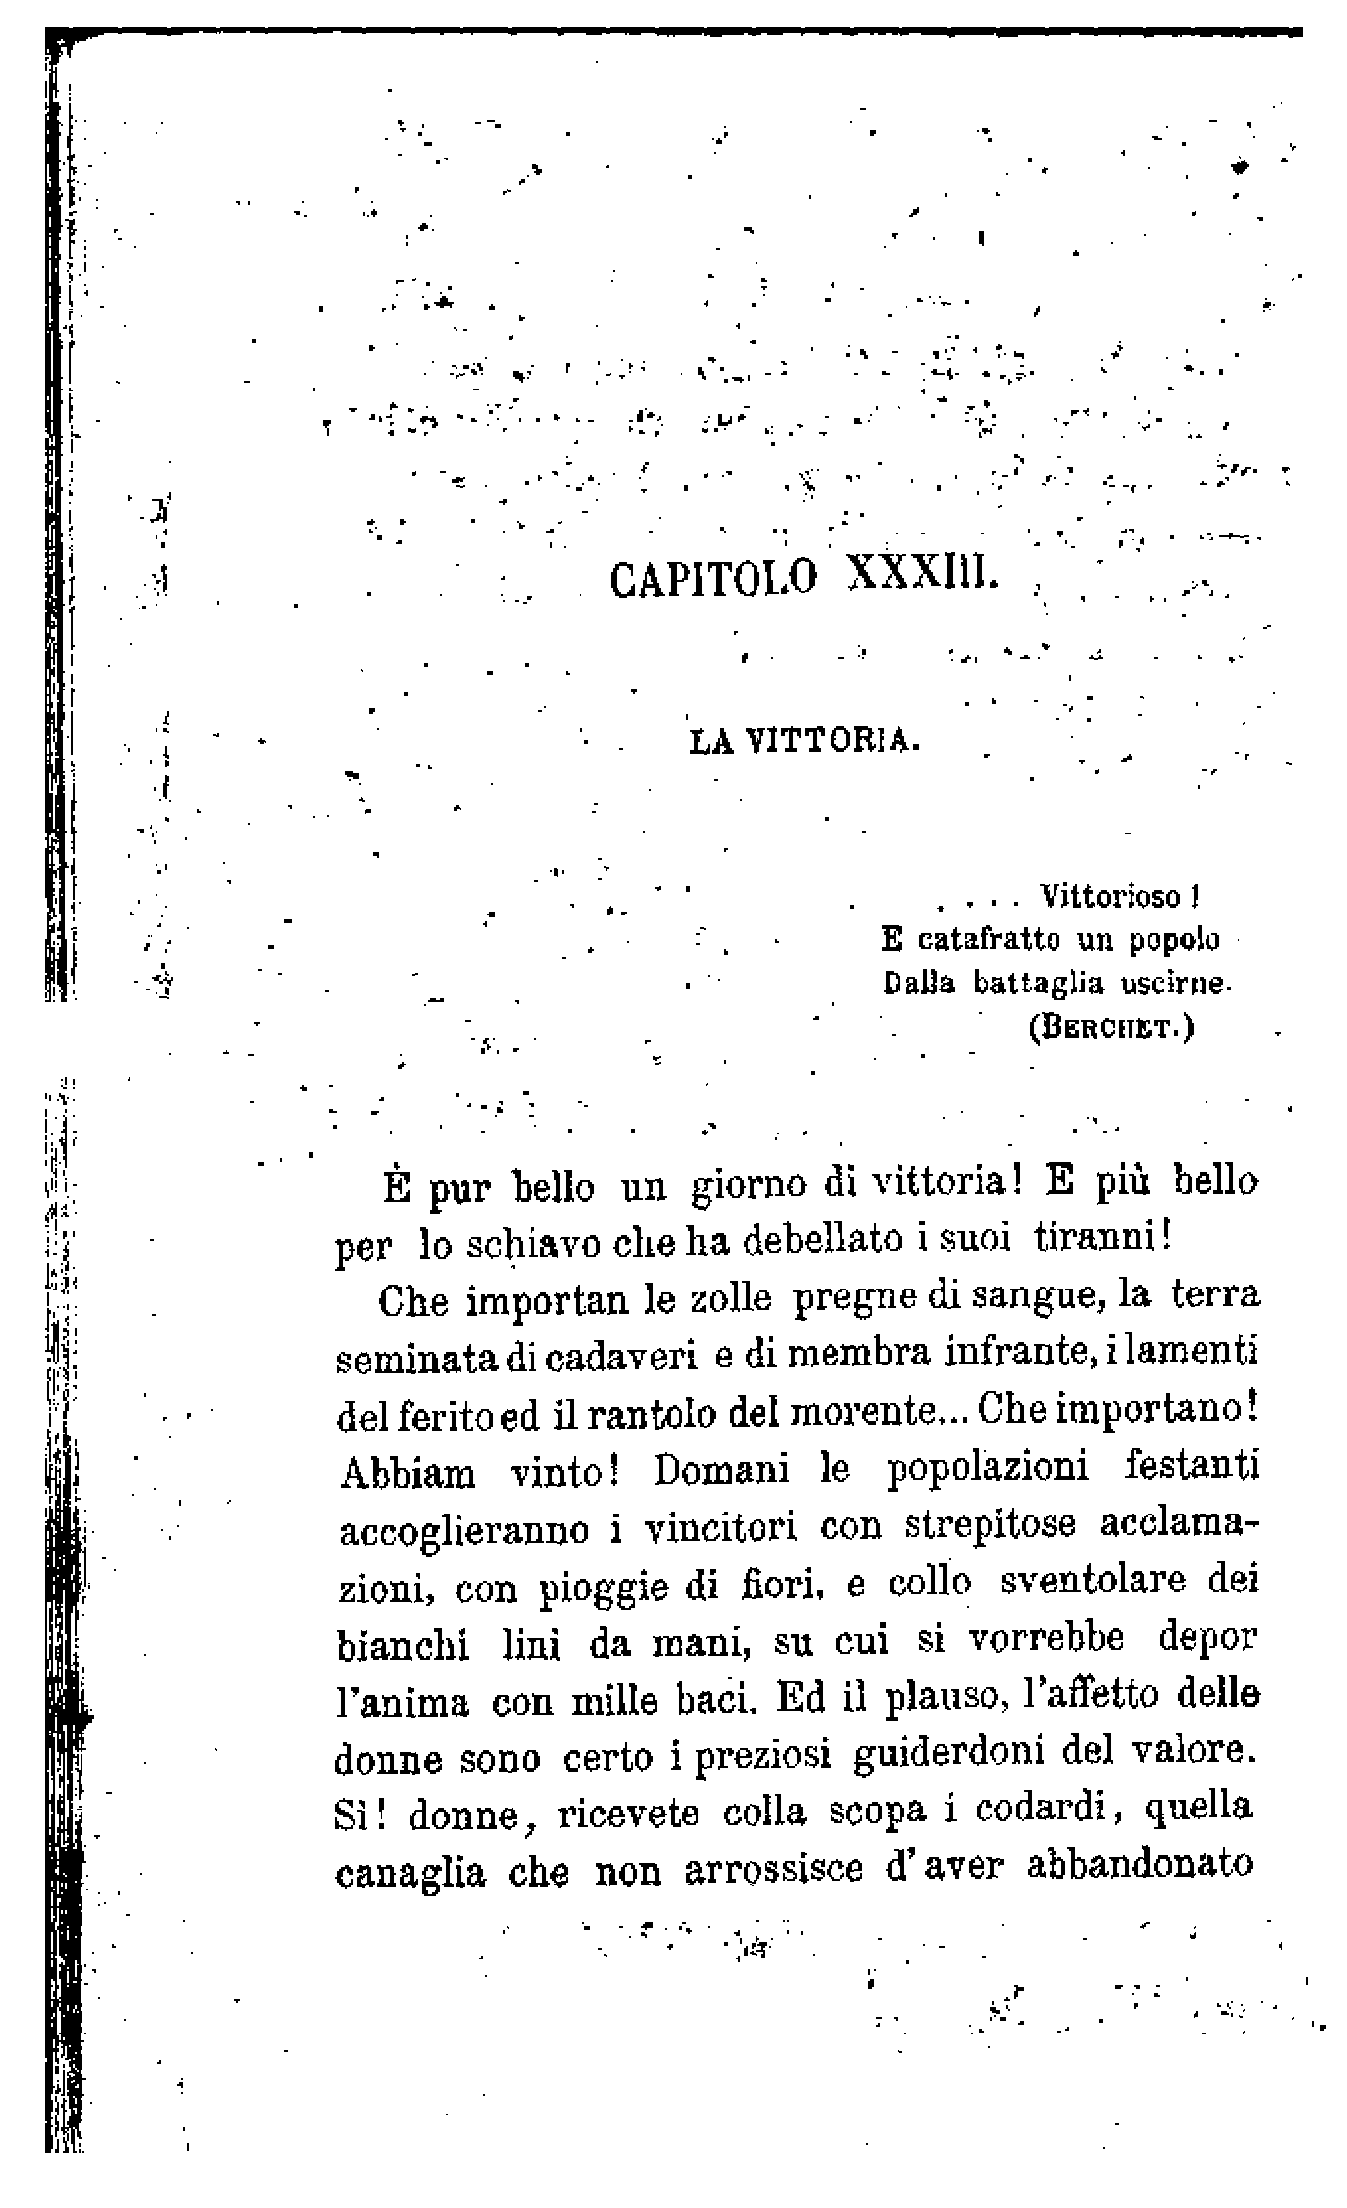 CAPITOLO XXXIII.
LA VITTORIA.
. . . . Vittorioso!
E catafratto un popolo
Dalla battaglia uscirne.
(BERCHET.)
È pur bello un giorno di vittoria! E più bello
per lo schiavo che ha debellato i suoi tiranni!
Che importan le zolle pregne di sangue, la terra
seminata di cadaveri e di membra infrante, i lamenti
del ferito ed il rantolo del morente... Che importano!
Abbiam vinto! Domani le popolazioni festanti
accoglieranno i vincitori con strepitose acclama-
zioni, con pioggie di fiori, e collo sventolare dei
bianchi lini da mani, su cui si vorrebbe depor
l'anima con mille baci. Ed il plauso, l'affetto delle
donne sono certo i preziosi guiderdoni del valore.
Sì! donne, ricevete colla scopa i codardi, quella
canaglia che non arrossisce d'aver abbandonato